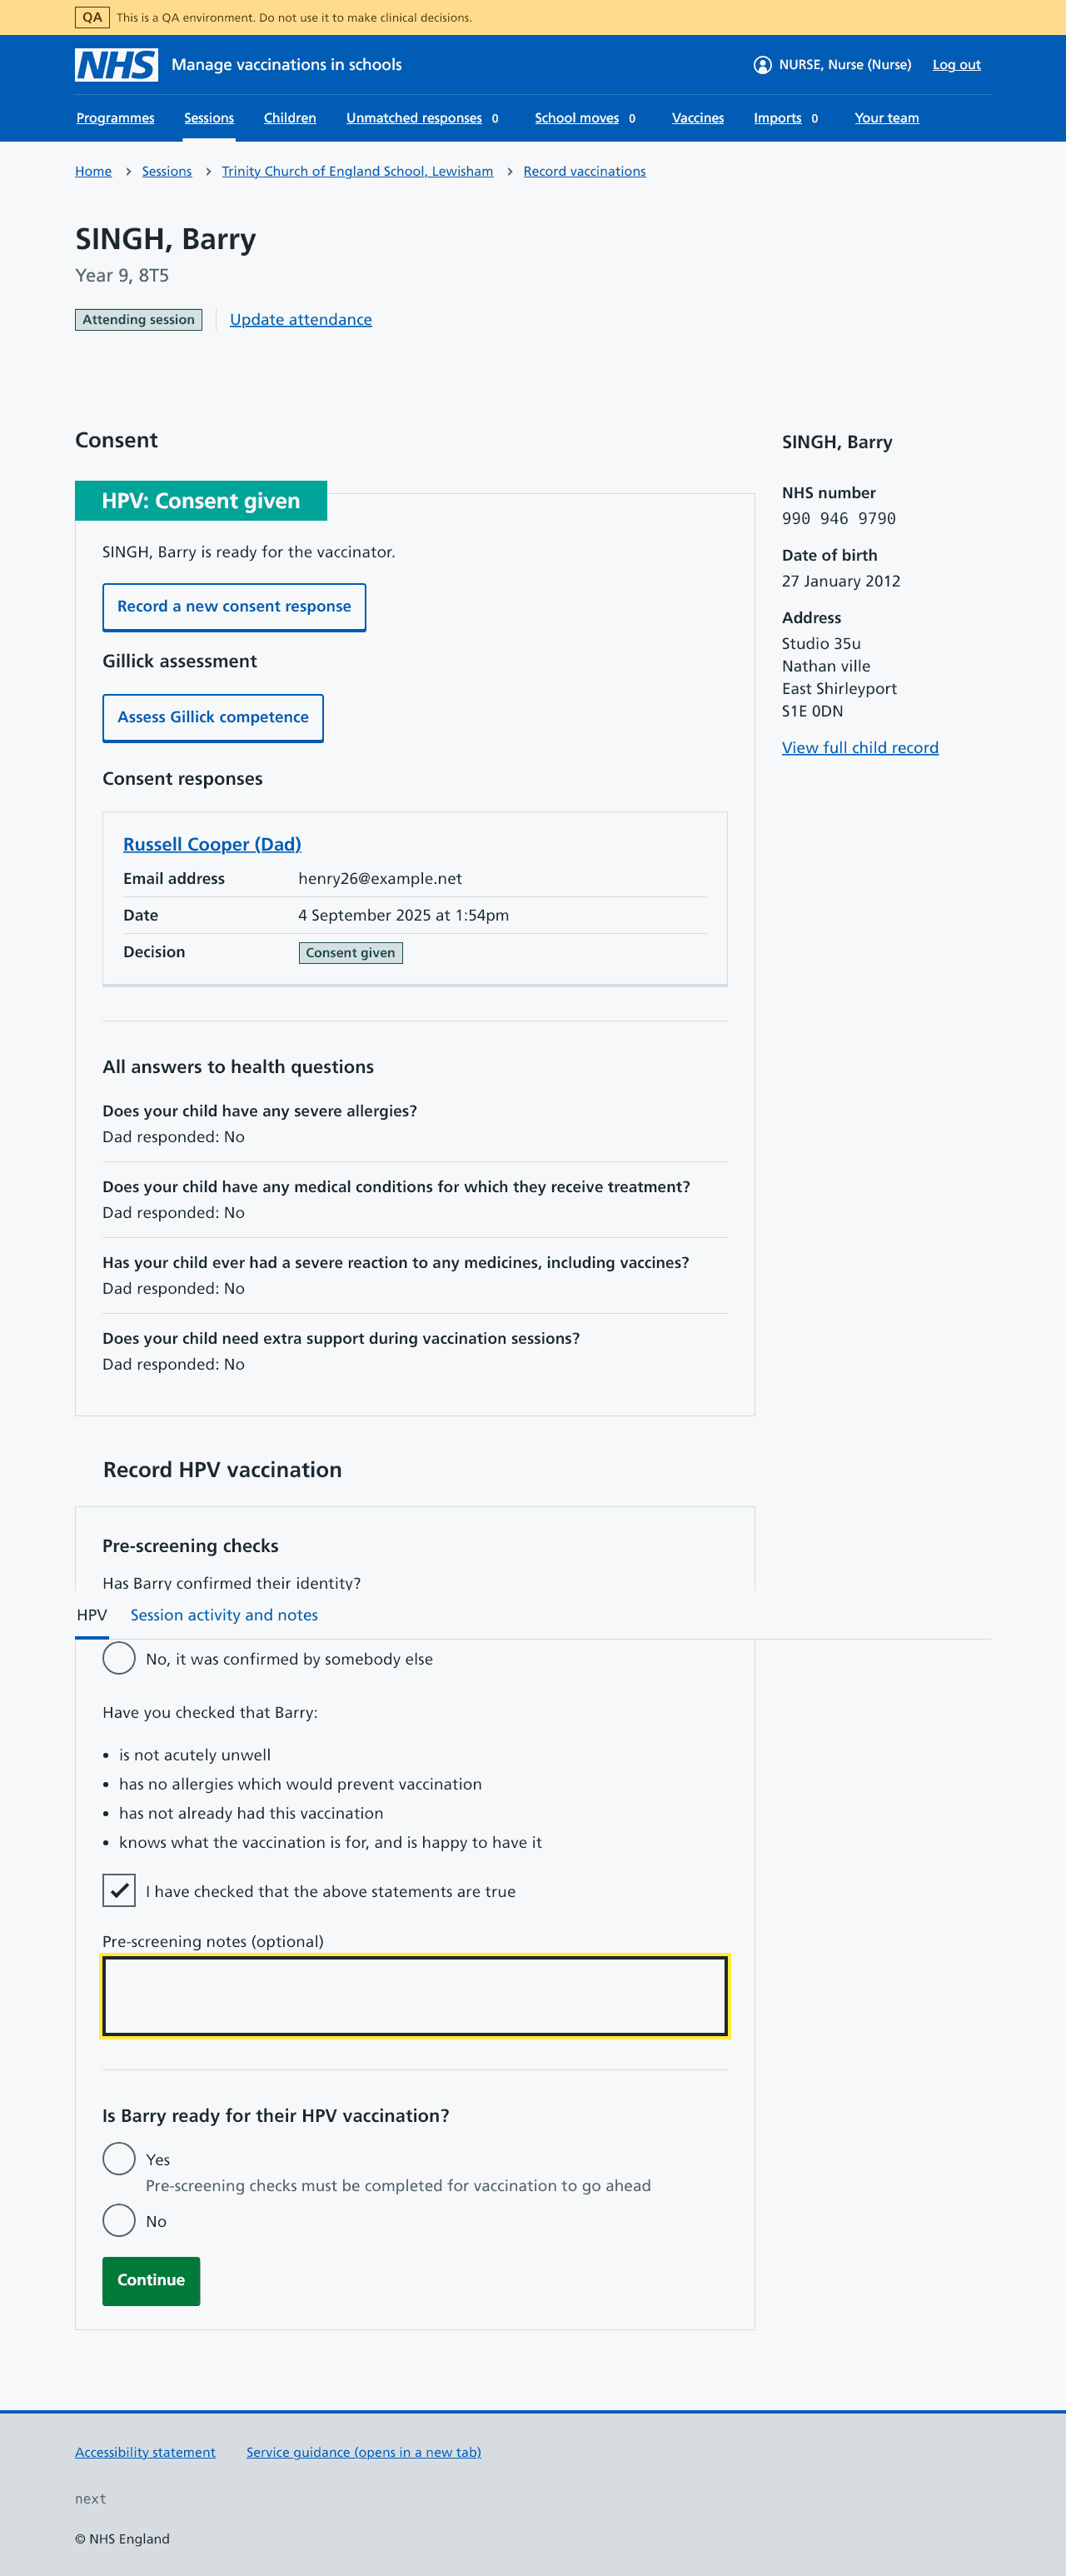 QA This is a QA environment. Do not use it to make clinical decisions.
NHS Manage vaccinations in schools NURSE, Nurse (Nurse) Log out
Programmes Sessions Children Unmatched responses 0 School moves 0 Vaccines Imports 0 Your team
Home Sessions Trinity Church of England School, Lewisham Record vaccinations
SINGH, Barry
Year 9, 8T5
Attending session Update attendance
Consent
HPV: Consent given
SINGH, Barry is ready for the vaccinator.
Record a new consent response
Gillick assessment
Assess Gillick competence
Consent responses
Russell Cooper (Dad)
Email address henry26@example.net
Date 4 September 2025 at 1:54pm
Decision Consent given
All answers to health questions
Does your child have any severe allergies?
Dad responded: No
Does your child have any medical conditions for which they receive treatment?
Dad responded: No
Has your child ever had a severe reaction to any medicines, including vaccines?
Dad responded: No
Does your child need extra support during vaccination sessions?
Dad responded: No
SINGH, Barry
NHS number
990 946 9790
Date of birth
27 January 2012
Address
Studio 35u
Nathan ville
East Shirleyport
S1E 0DN
View full child record
Record HPV vaccination
Pre-screening checks
Has Barry confirmed their identity?
HPV Session activity and notes
No, it was confirmed by somebody else
Have you checked that Barry:
• is not acutely unwell
• has no allergies which would prevent vaccination
• has not already had this vaccination
• knows what the vaccination is for, and is happy to have it
I have checked that the above statements are true
Pre-screening notes (optional)
Is Barry ready for their HPV vaccination?
Yes
Pre-screening checks must be completed for vaccination to go ahead
No
Continue
Accessibility statement Service guidance (opens in a new tab)
next
© NHS England